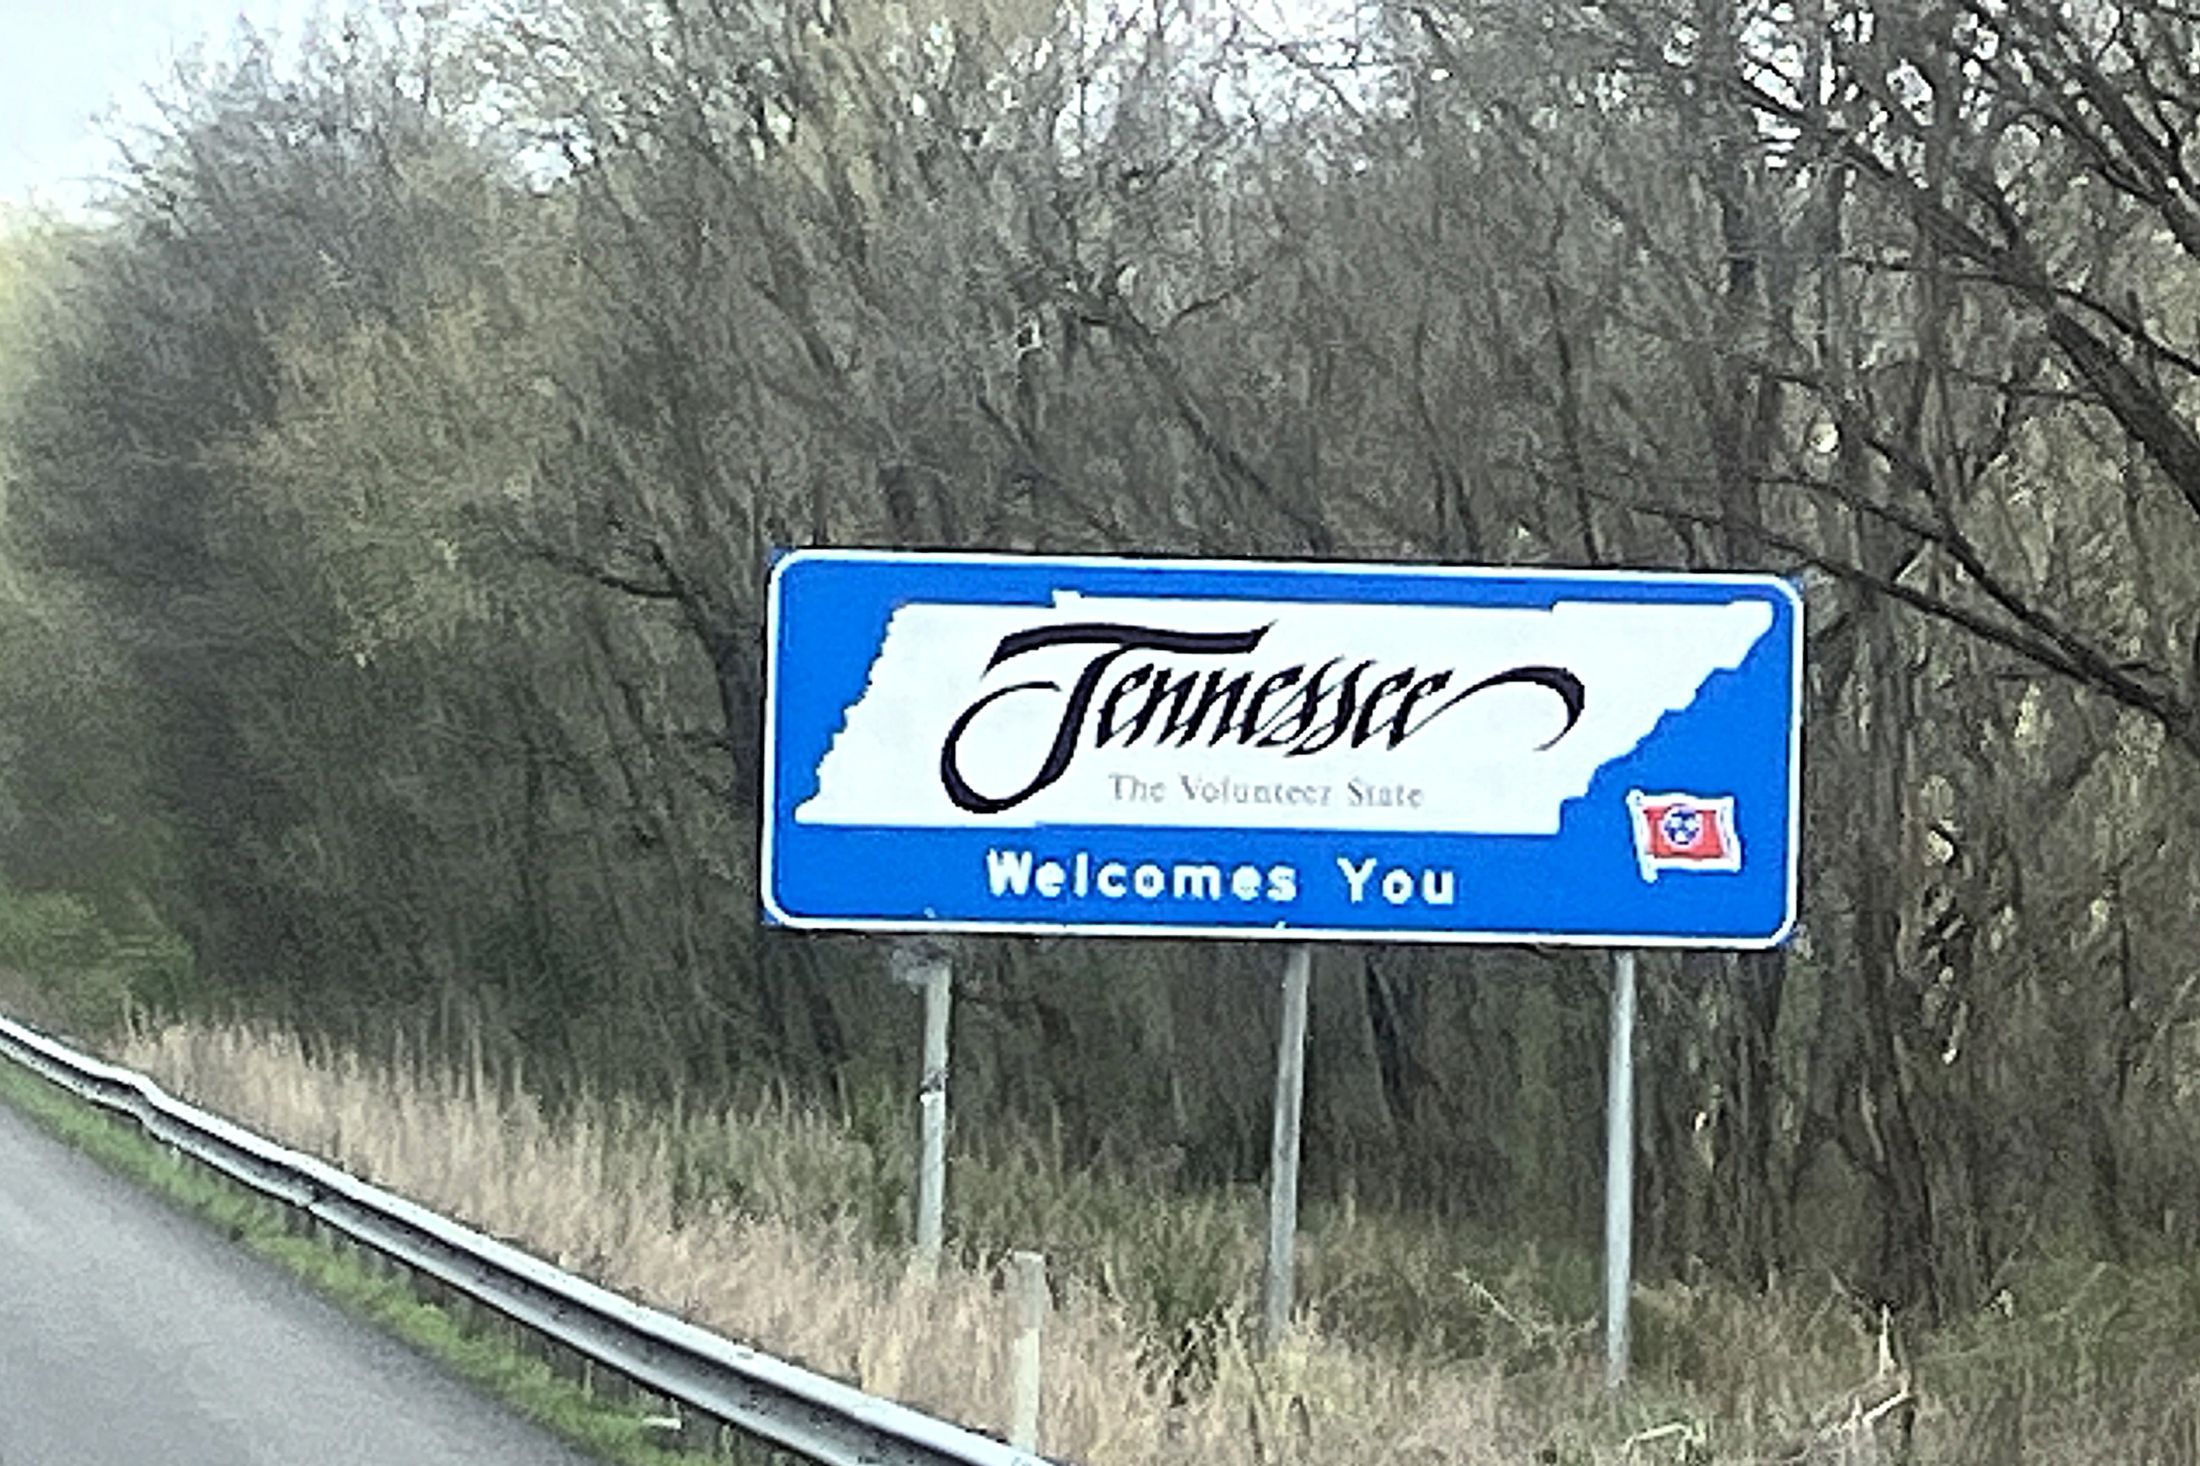 Tennessee
The Volunteer State
Welcomes You